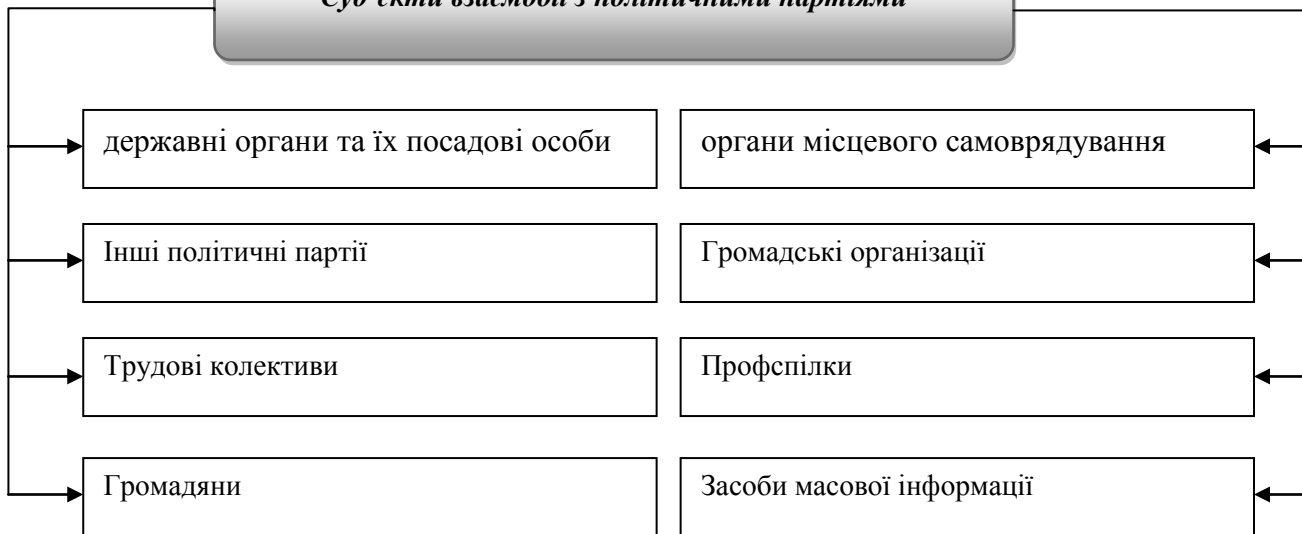 Суб'єкти взаємодії з політичними партіями
державні органи та їх посадові особи
органи місцевого самоврядування
Інші політичні партії
Громадські організації
Трудові колективи
Профспілки
Громадяни
Засоби масової інформації